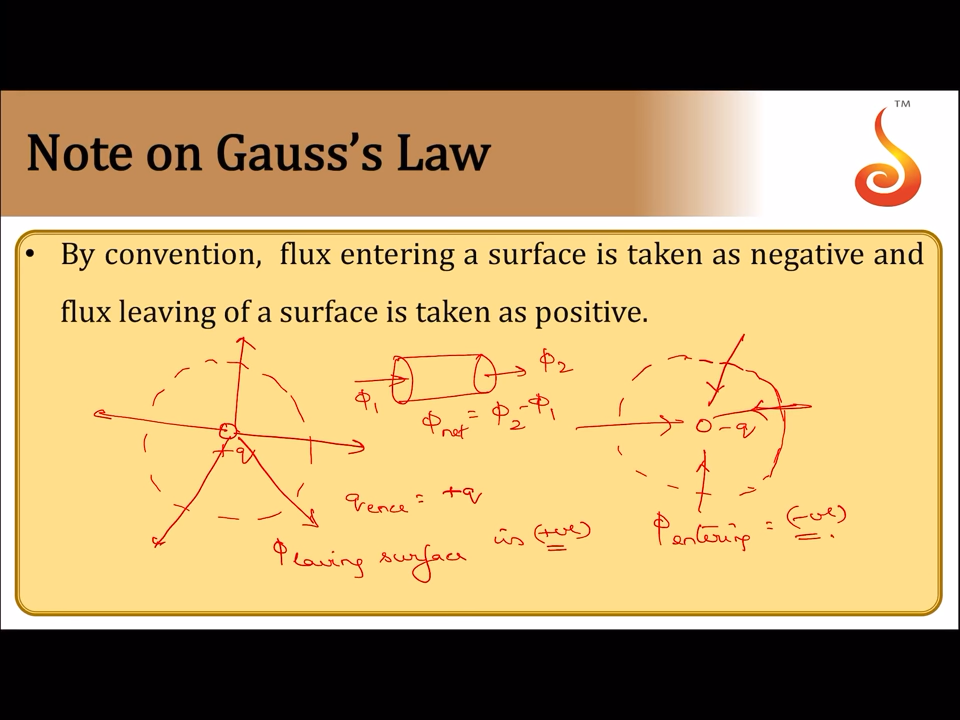 TM
Note on Gauss's Law
• By convention, flux entering a surface is taken as negative and
flux leaving of a surface is taken as positive.
ϕ₁
ϕ₂
ϕnet = ϕ₂ - ϕ₁
+q
-q
qence = +q
ϕleaving surface is (+ve)
ϕentering = (-ve).